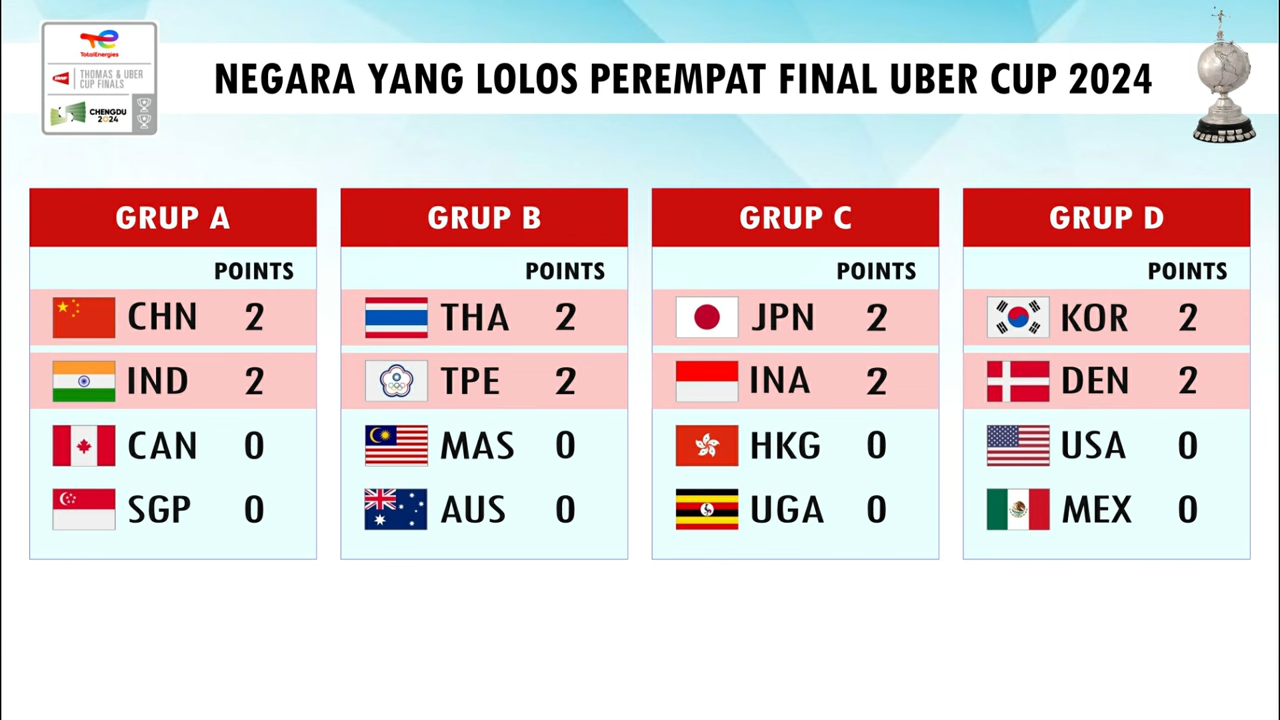 TotalEnergies
BWF
THOMAS & UBER
CUP FINALS
CHENGDU
2024
NEGARA YANG LOLOS PEREMPAT FINAL UBER CUP 2024
GRUP A
POINTS
CHN 2
IND 2
CAN 0
SGP 0
GRUP B
POINTS
THA 2
TPE 2
MAS 0
AUS 0
GRUP C
POINTS
JPN 2
INA 2
HKG 0
UGA 0
GRUP D
POINTS
KOR 2
DEN 2
USA 0
MEX 0